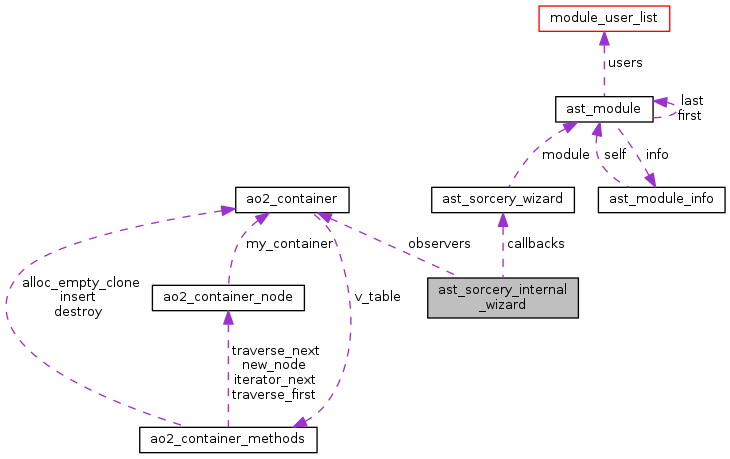 module_user_list
users
ast_module
last
first
module
self
info
ao2_container
ast_sorcery_wizard
ast_module_info
my_container
observers
callbacks
alloc_empty_clone
insert
destroy
ao2_container_node
v_table
ast_sorcery_internal
_wizard
traverse_next
new_node
iterator_next
traverse_first
ao2_container_methods